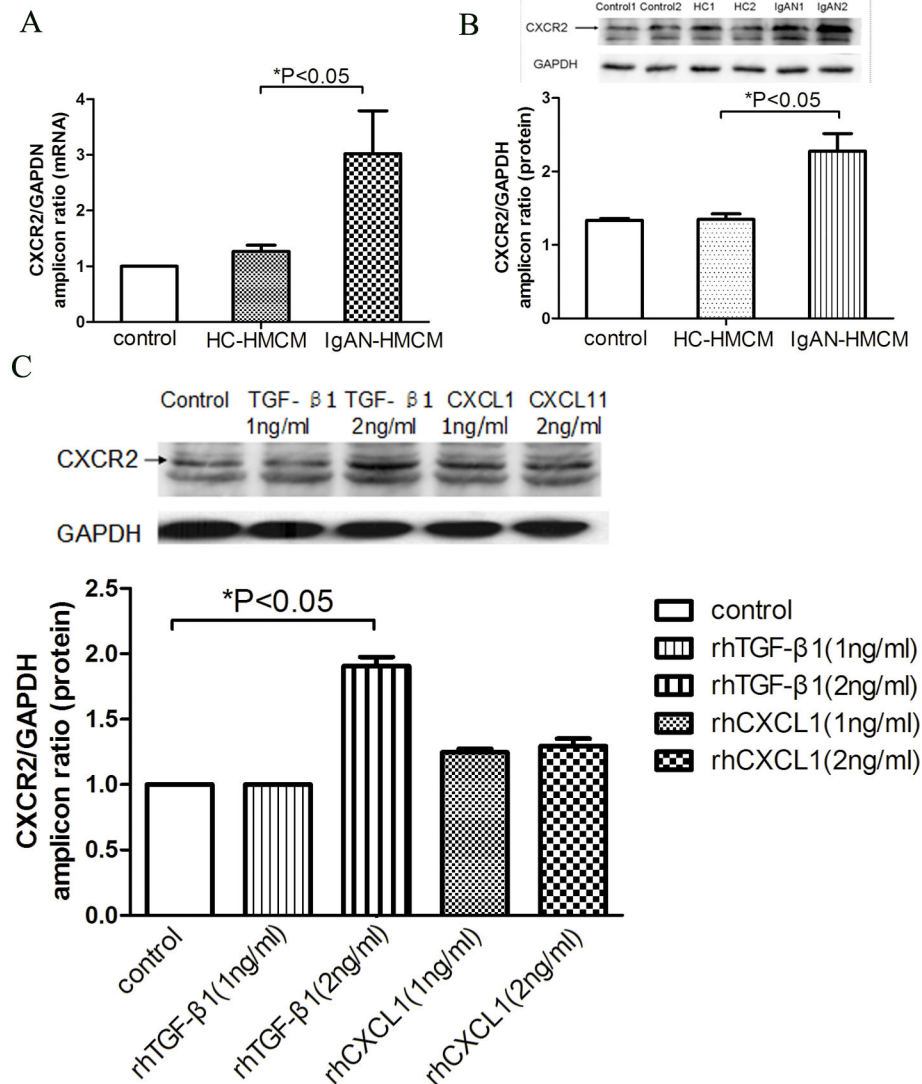 A
*P<0.05
CXCR2/GAPDN
amplicon ratio (mRNA)
4
3
2
1
0
control
HC-HMCM
IgAN-HMCM
B
Control1 Control2 HC1 HC2 IgAN1 IgAN2
CXCR2
GAPDH
*P<0.05
CXCR2/GAPDH
amplicon ratio (protein)
3
2
1
0
control
HC-HMCM
IgAN-HMCM
C
Control TGF-β1 TGF-β1 CXCL1 CXCL11
1ng/ml 2ng/ml 1ng/ml 2ng/ml
CXCR2
GAPDH
*P<0.05
CXCR2/GAPDH
amplicon ratio (protein)
2.5
2.0
1.5
1.0
0.5
0.0
control
rhTGF-β1(1ng/ml)
rhTGF-β1(2ng/ml)
rhCXCL1(1ng/ml)
rhCXCL1(2ng/ml)
control
rhTGF-β1(1ng/ml)
rhTGF-β1(2ng/ml)
rhCXCL1(1ng/ml)
rhCXCL1(2ng/ml)